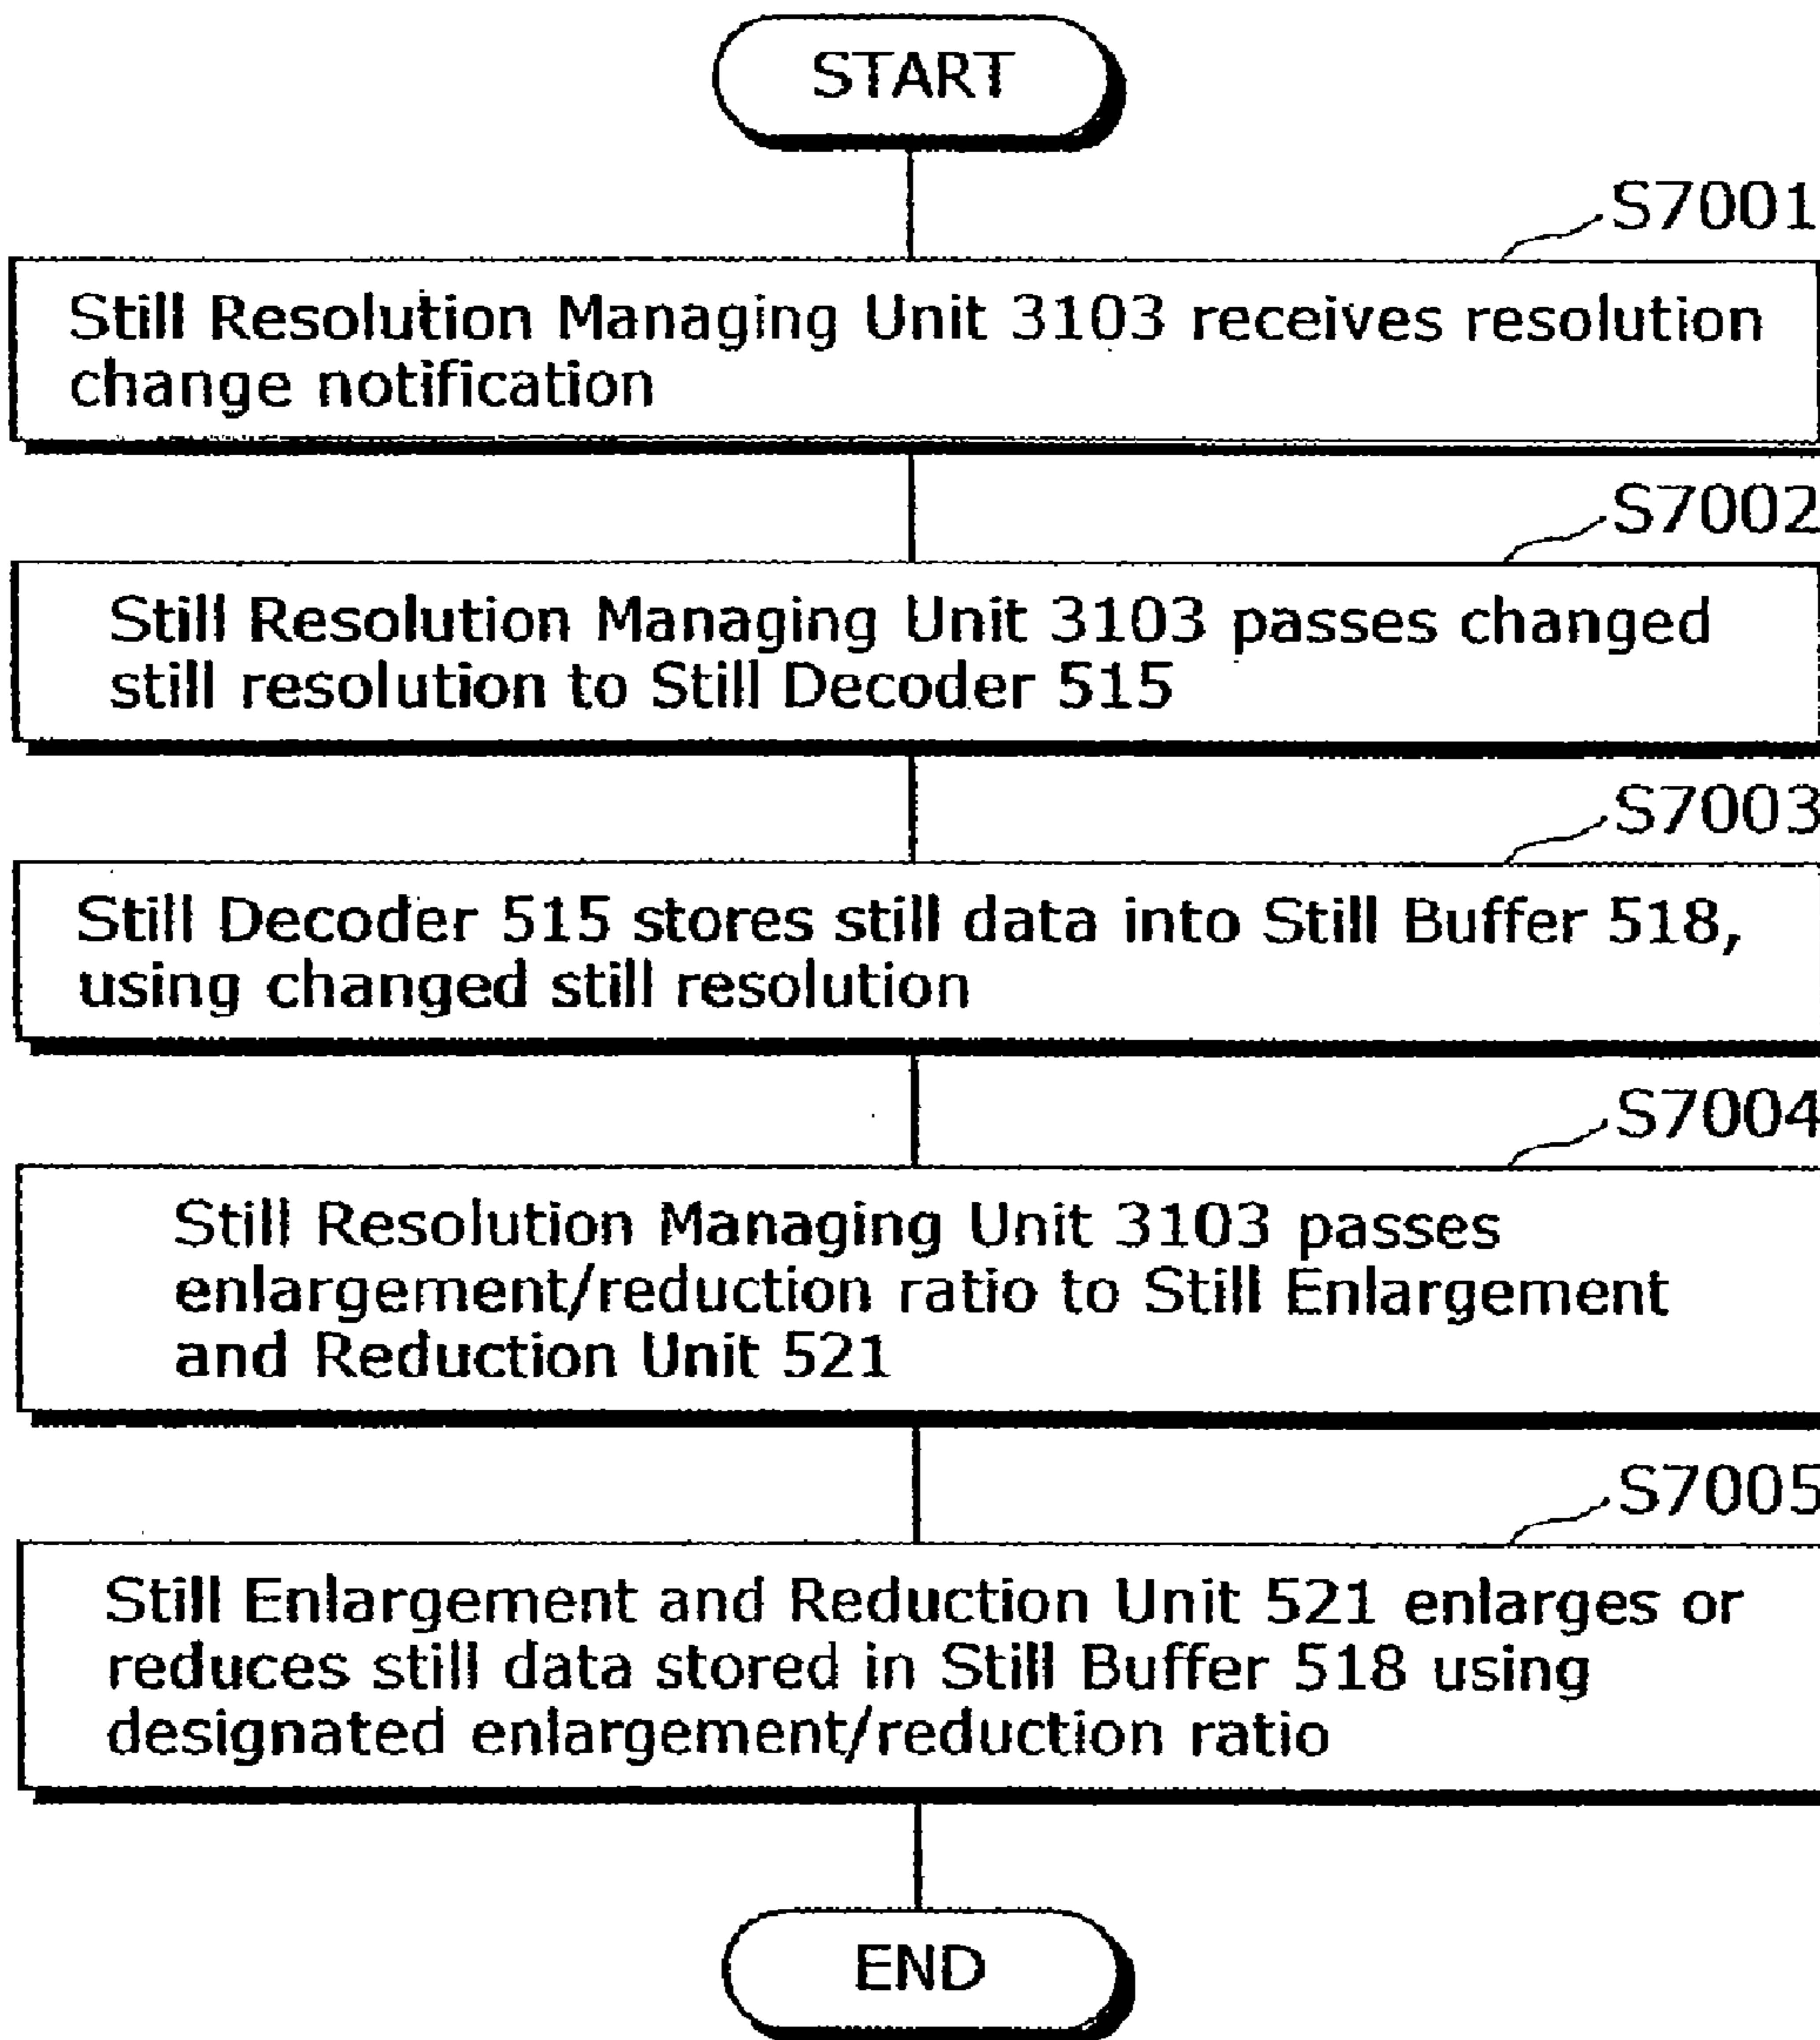 START
S7001
Still Resolution Managing Unit 3103 receives resolution
change notification
S7002
Still Resolution Managing Unit 3103 passes changed
still resolution to Still Decoder 515
S7003
Still Decoder 515 stores still data into Still Buffer 518,
using changed still resolution
S7004
Still Resolution Managing Unit 3103 passes
enlargement/reduction ratio to Still Enlargement
and Reduction Unit 521
S7005
Still Enlargement and Reduction Unit 521 enlarges or
reduces still data stored in Still Buffer 518 using
designated enlargement/reduction ratio
END